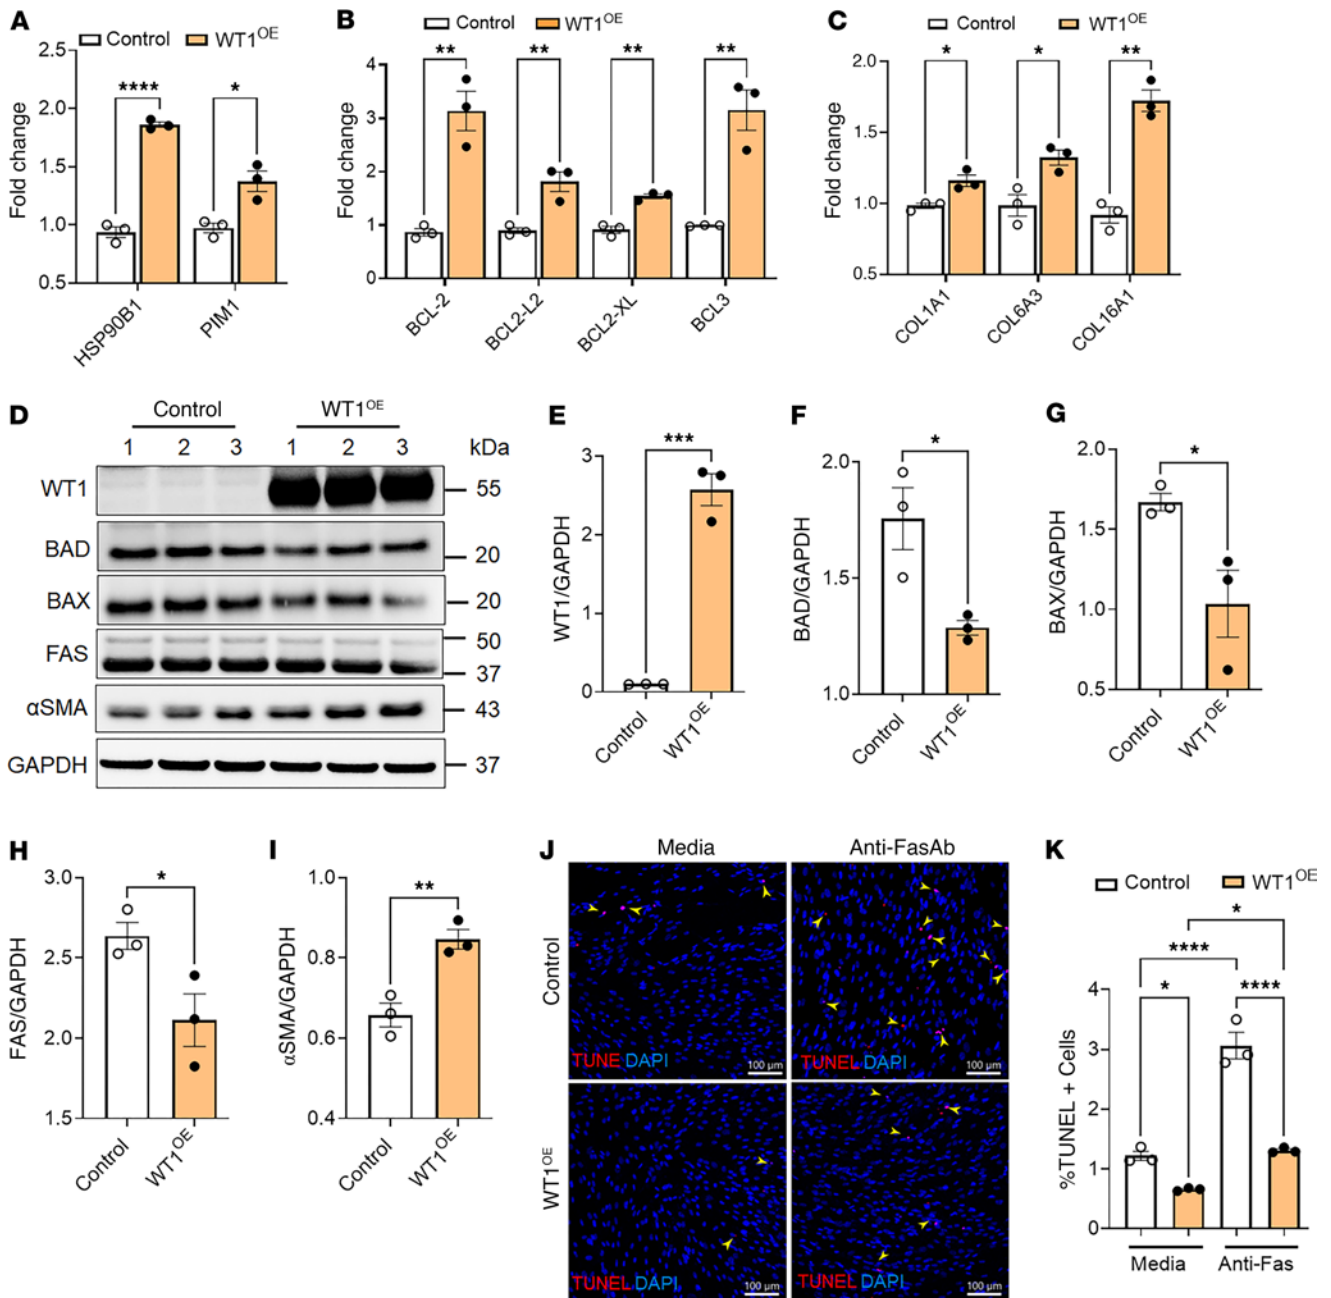 A
Control WT1OE
Fold change
2.5
2.0
1.5
1.0
0.5
**** *
HSP90B1 PIM1
B
Control WT1OE
Fold change
4
3
2
1
0
** ** ** **
BCL-2 BCL2-L2 BCL2-XL BCL3
C
Control WT1OE
Fold change
2.0
1.5
1.0
0.5
* * **
COL1A1 COL6A3 COL16A1
D
Control WT1OE
1 2 3 1 2 3 kDa
WT1 55
BAD 20
BAX 20
FAS 50
37
αSMA 43
GAPDH 37
E
WT1/GAPDH
3
2
1
0
***
Control WT1OE
F
BAD/GAPDH
2.0
1.5
1.0
*
Control WT1OE
G
BAX/GAPDH
2.0
1.5
1.0
0.5
*
Control WT1OE
H
FAS/GAPDH
3.0
2.5
2.0
1.5
*
Control WT1OE
I
αSMA/GAPDH
1.0
0.8
0.6
0.4
**
Control WT1OE
J
Media Anti-FasAb
Control
TUNE DAPI 100 µm
TUNEL DAPI 100 µm
WT1OE
TUNEL DAPI 100 µm
TUNEL DAPI 100 µm
K
Control WT1OE
%TUNEL + Cells
4
3
2
1
0
*
****
* ****
Media Anti-Fas